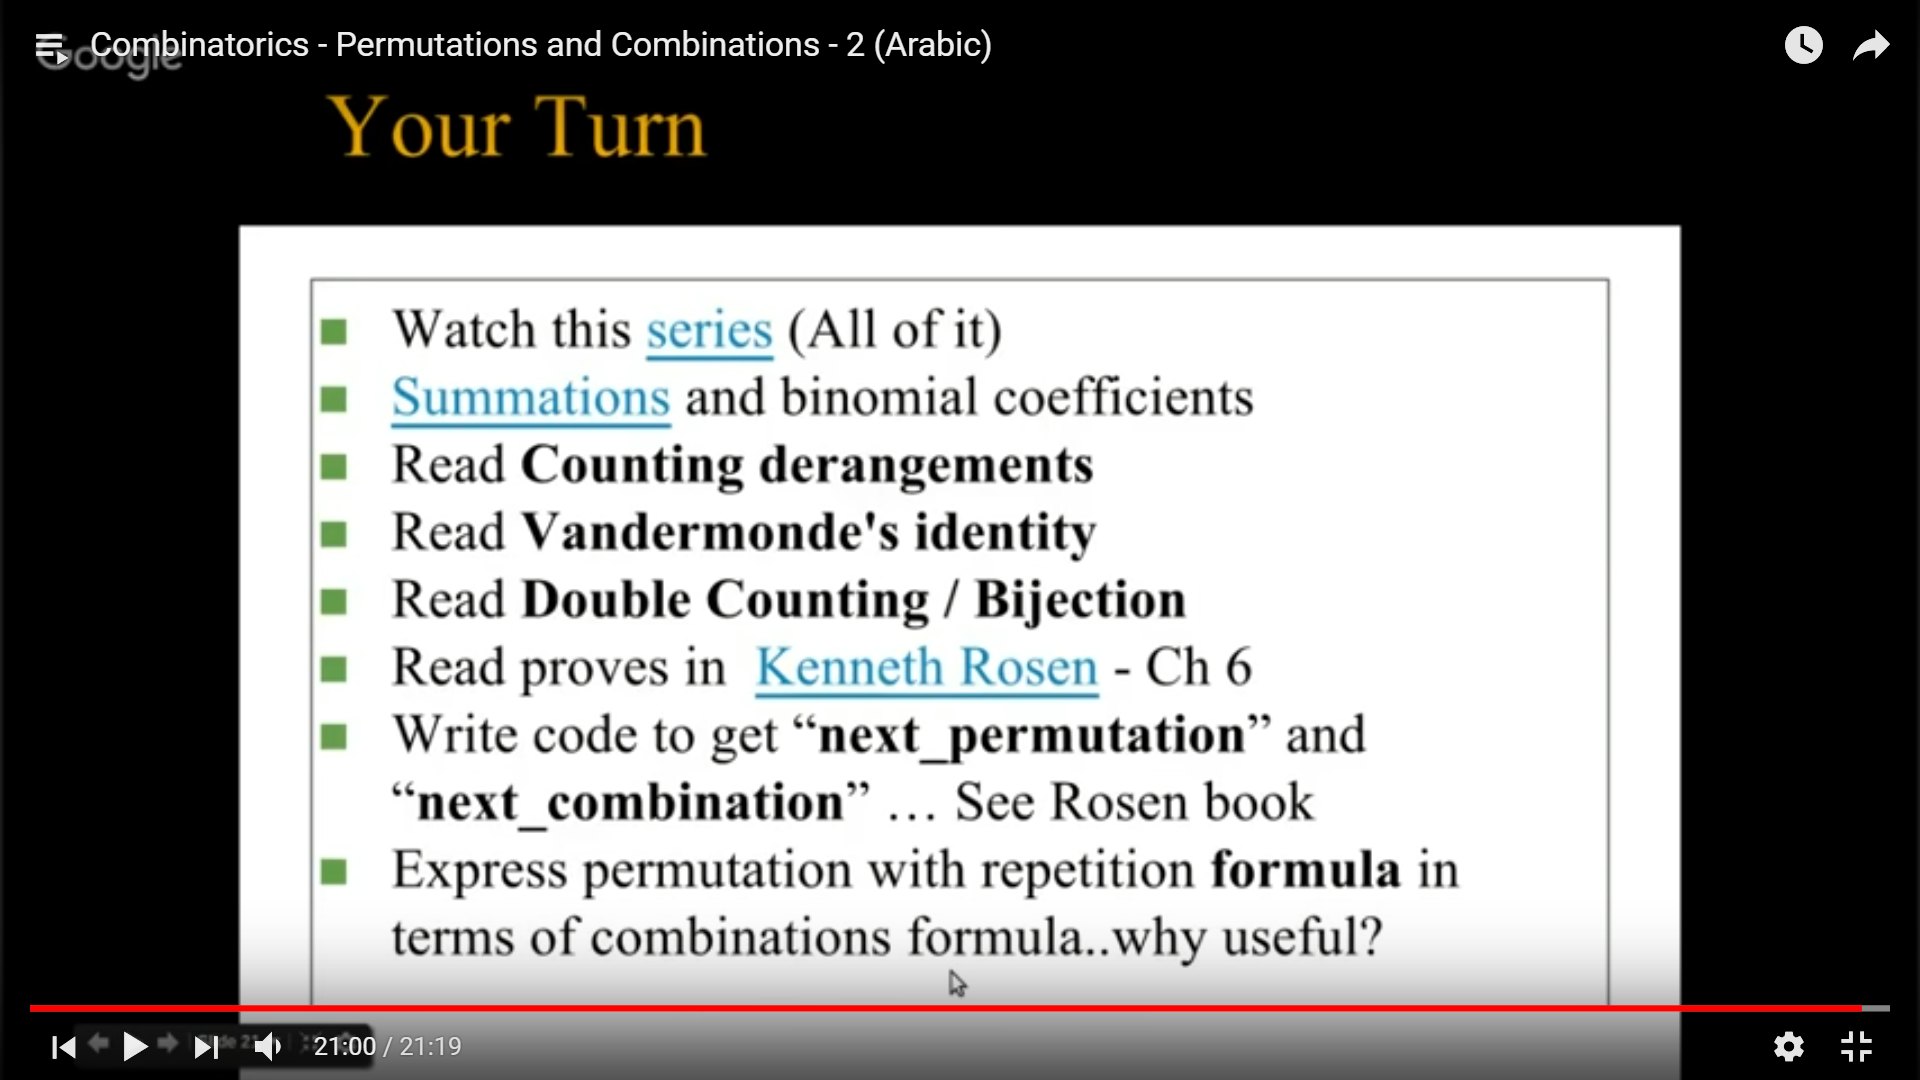 Combinatorics - Permutations and Combinations - 2 (Arabic)
Google
Your Turn
Watch this series (All of it)
Summations and binomial coefficients
Read Counting derangements
Read Vandermonde's identity
Read Double Counting / Bijection
Read proves in Kenneth Rosen - Ch 6
Write code to get “next_permutation” and
“next_combination” … See Rosen book
Express permutation with repetition formula in
terms of combinations formula..why useful?
21:00 / 21:19